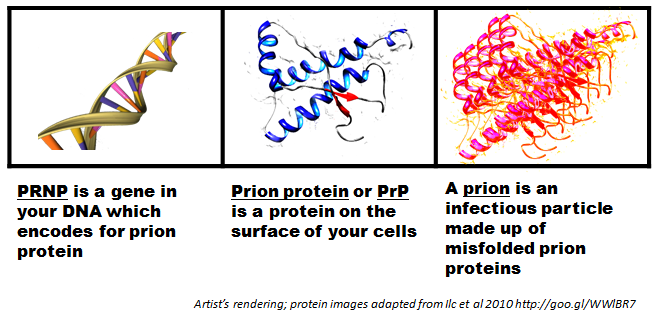 PRNP is a gene in
your DNA which
encodes for prion
protein
Prion protein or PrP
is a protein on the
surface of your cells
A prion is an
infectious particle
made up of
misfolded prion
proteins
Artist's rendering; protein images adapted from Ilc et al 2010 http://goo.gl/WWlBR7